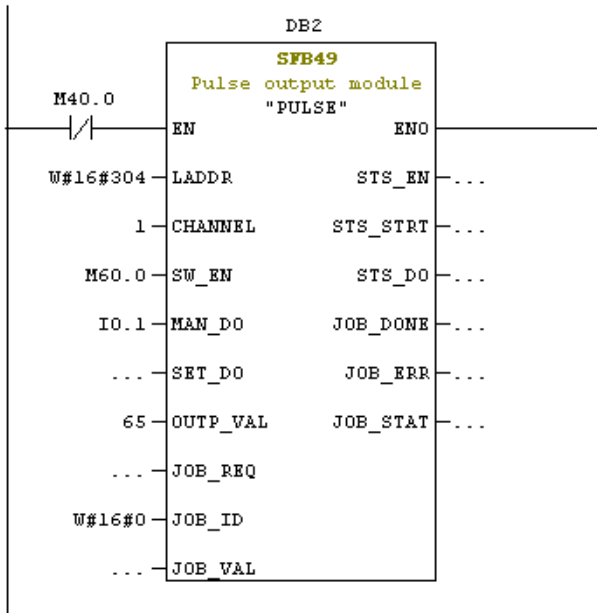 DB2
SFB49
Pulse output module
"PULSE"
M40.0
EN ENO
W#16#304 LADDR STS_EN ...
1 CHANNEL STS_STRT ...
M60.0 SW_EN STS_DO ...
I0.1 MAN_DO JOB_DONE ...
... SET_DO JOB_ERR ...
65 OUTP_VAL JOB_STAT ...
... JOB_REQ
W#16#0 JOB_ID
... JOB_VAL